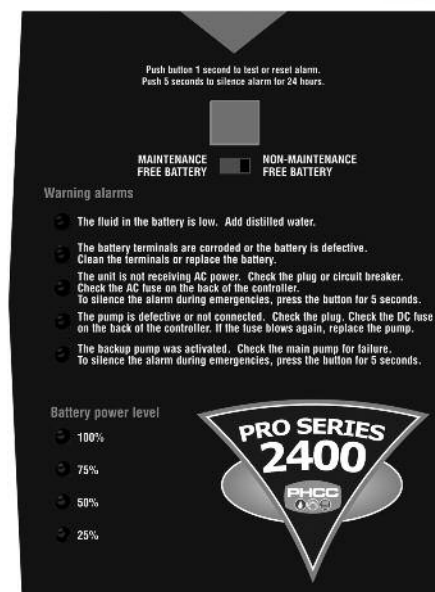 Push button 1 second to test or reset alarm.
Push 5 seconds to silence alarm for 24 hours.
MAINTENANCE NON-MAINTENANCE
FREE BATTERY FREE BATTERY
Warning alarms
The fluid in the battery is low. Add distilled water.
The battery terminals are corroded or the battery is defective.
Clean the terminals or replace the battery.
The unit is not receiving AC power. Check the plug or circuit breaker.
Check the AC fuse on the back of the controller.
To silence the alarm during emergencies, press the button for 5 seconds.
The pump is defective or not connected. Check the plug. Check the DC fuse
on the back of the controller. If the fuse blows again, replace the pump.
The backup pump was activated. Check the main pump for failure.
To silence the alarm during emergencies, press the button for 5 seconds.
Battery power level
100%
75%
50%
25%
PRO SERIES
2400
PHCC